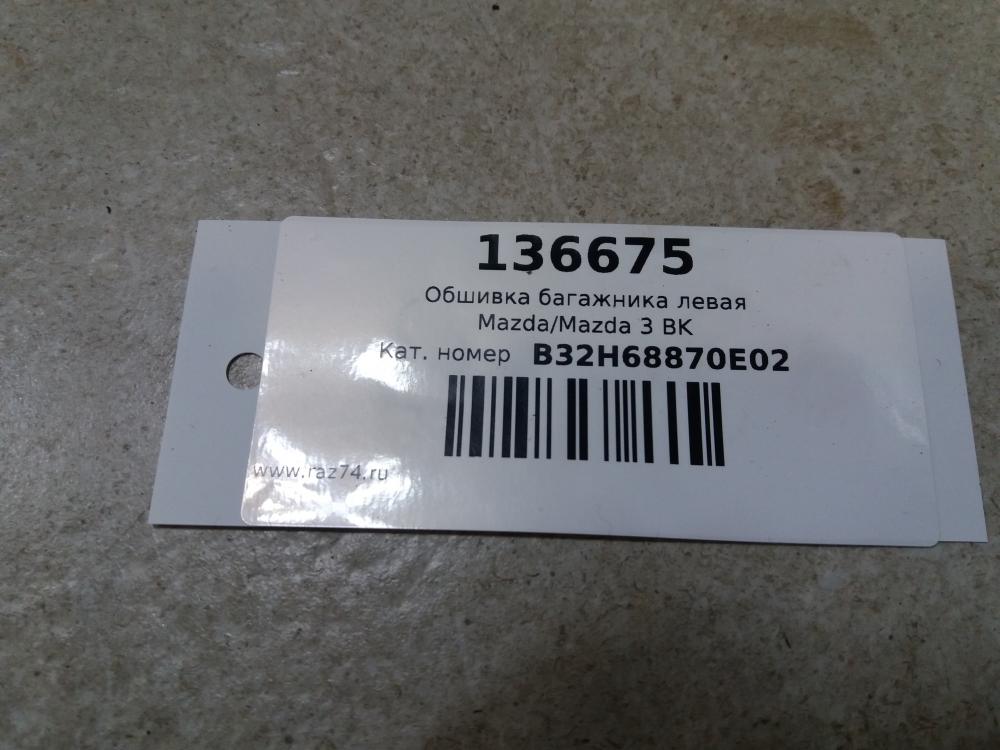 136675
Обшивка багажника левая
Mazda/Mazda 3 BK
Кат. номер B32H68870E02
www.raz74.ru